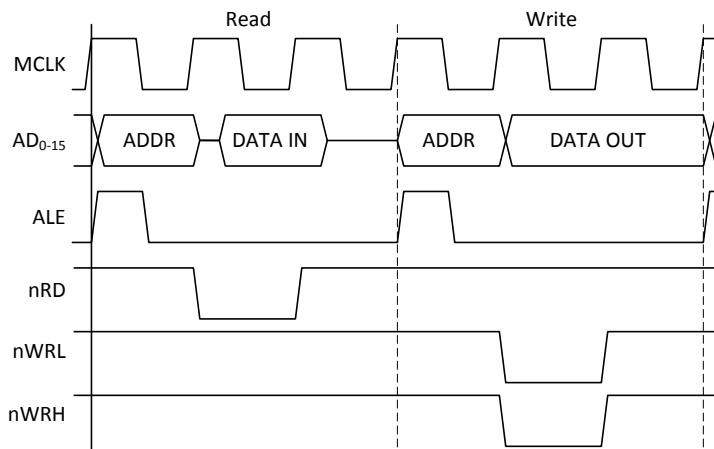 Read Write
MCLK
AD0-15 ADDR DATA IN ADDR DATA OUT
ALE
nRD
nWRL
nWRH